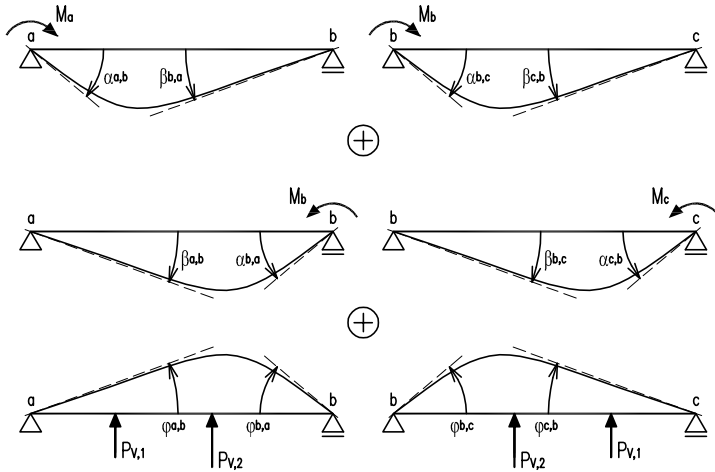 Ma Mb
a b b c
αa,b βb,a αb,c βc,b
Mb Mc
a b b c
βa,b αb,a βb,c αc,b
a b b c
φa,b φb,a φb,c φc,b
PV,1 PV,2 PV,2 PV,1